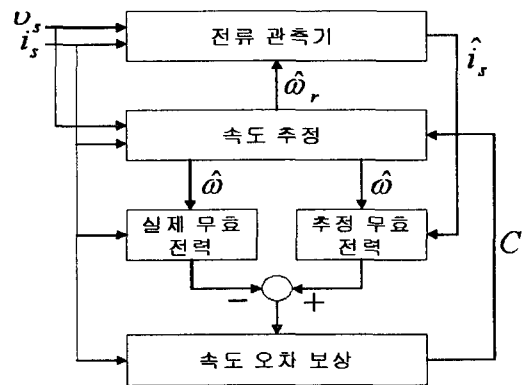 υ_s
i_s
전류 관측기
î_s
ω̂_r
속도 추정
ω̂
ω̂
실제 무효
전력
추정 무효
전력
C
−
+
속도 오차 보상